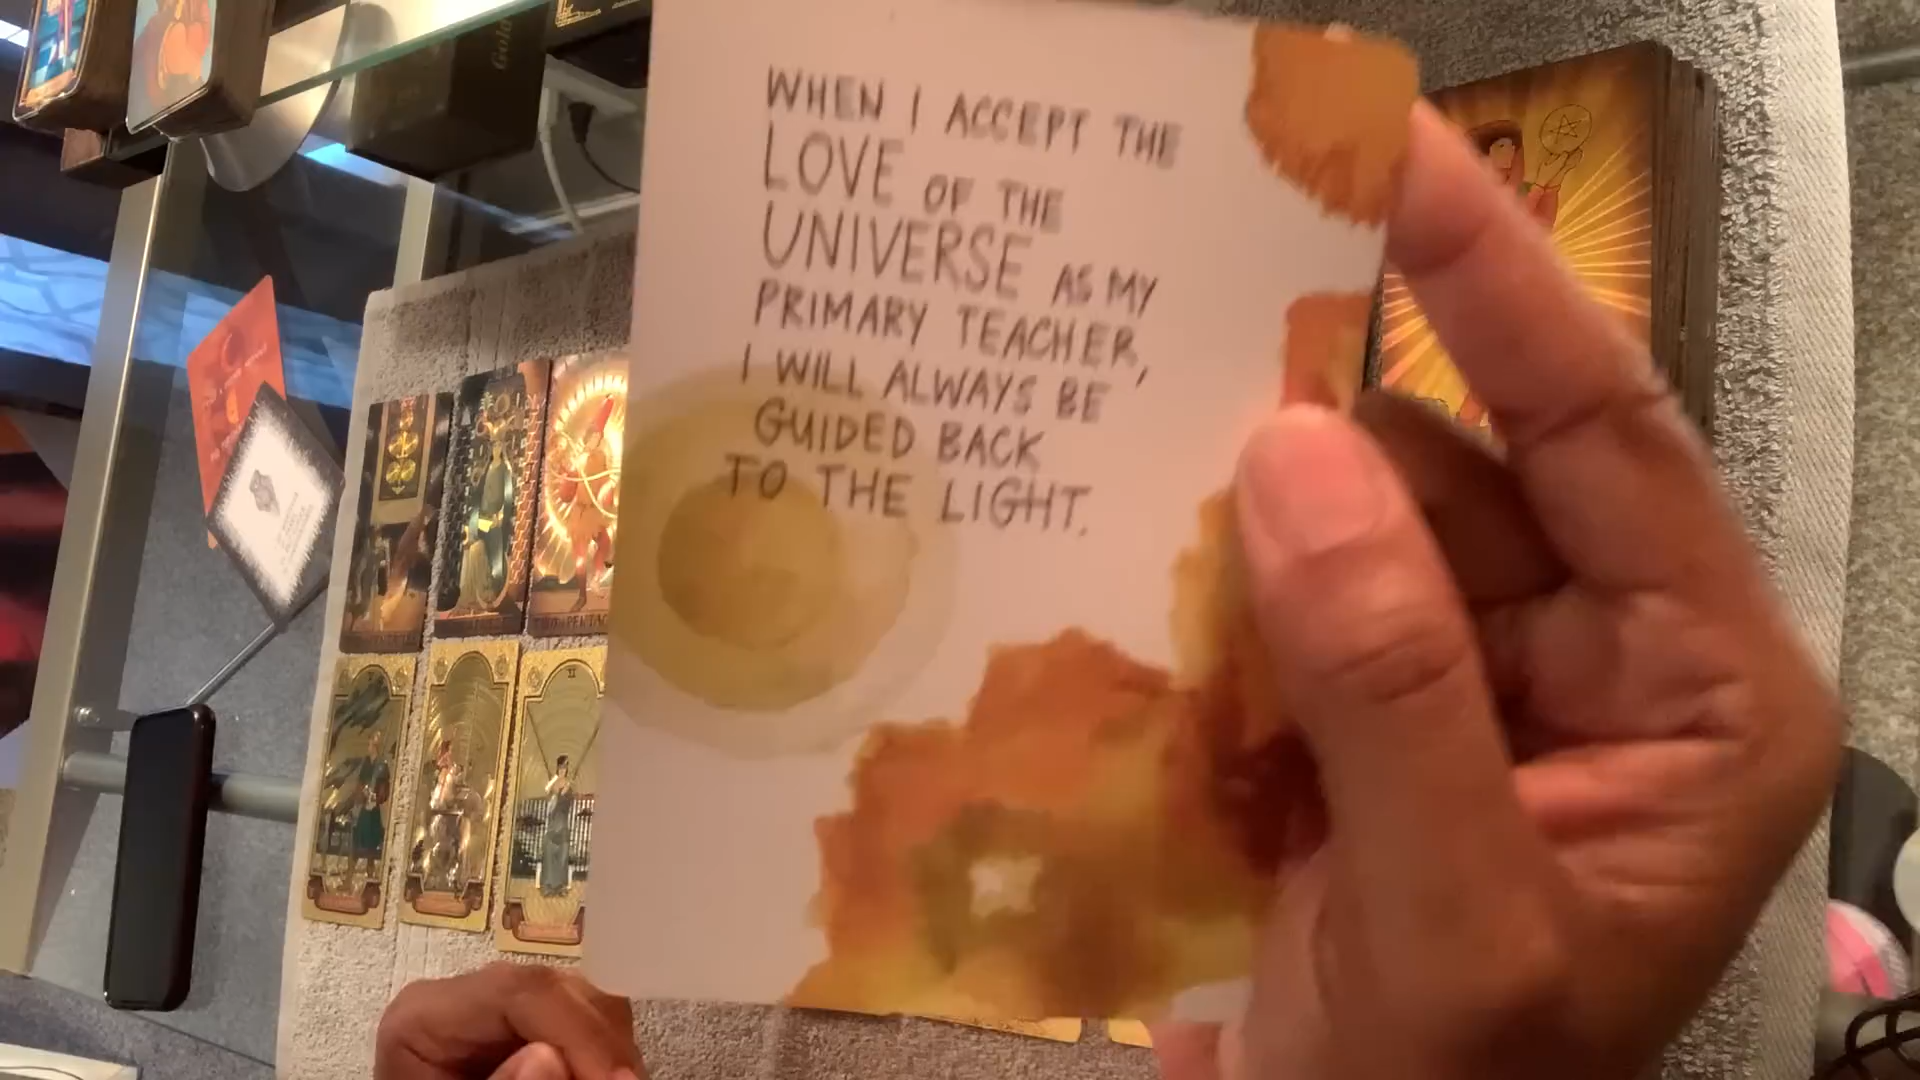 WHEN I ACCEPT THE
LOVE OF THE
UNIVERSE AS MY
PRIMARY TEACHER,
I WILL ALWAYS BE
GUIDED BACK
TO THE LIGHT.